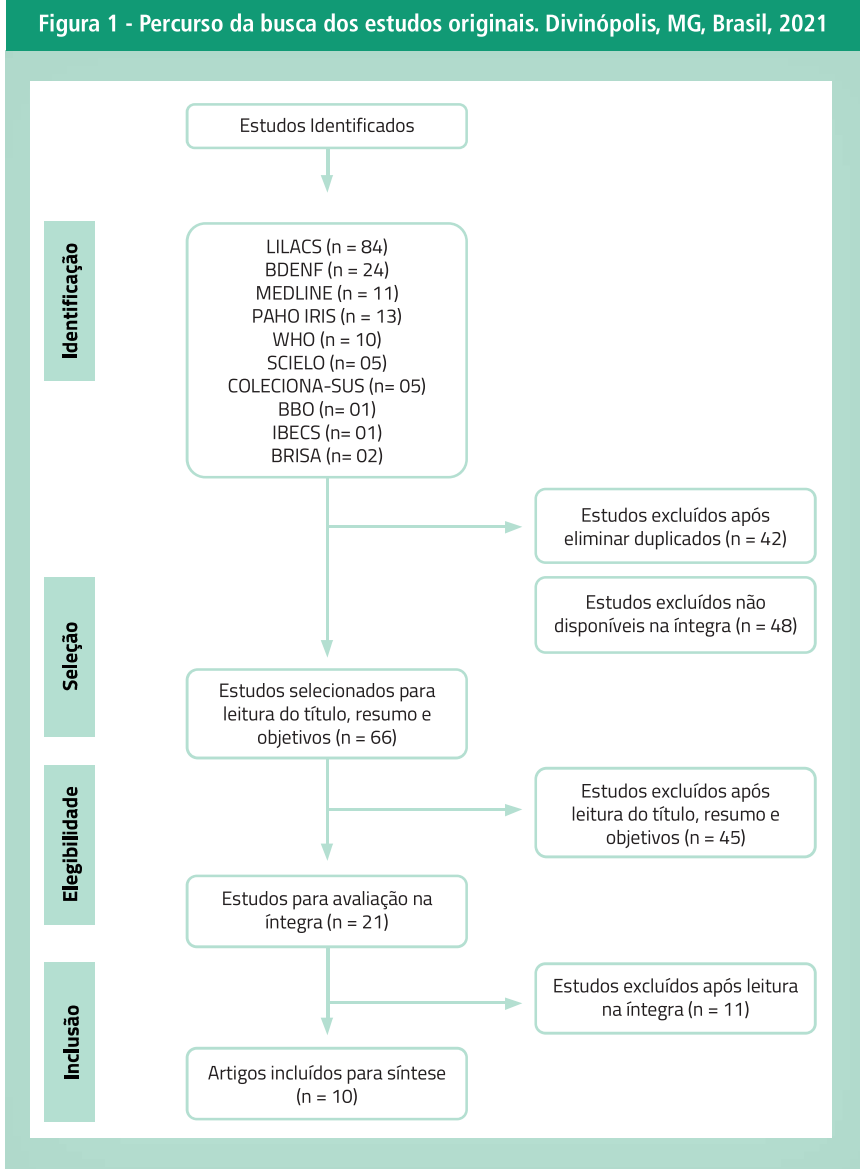 Figura 1 - Percurso da busca dos estudos originais. Divinópolis, MG, Brasil, 2021
Estudos Identificados
Identificação
LILACS (n = 84)
BDENF (n = 24)
MEDLINE (n = 11)
PAHO IRIS (n = 13)
WHO (n = 10)
SCIELO (n= 05)
COLECIONA-SUS (n= 05)
BBO (n= 01)
IBECS (n= 01)
BRISA (n= 02)
Estudos excluídos após
eliminar duplicados (n = 42)
Estudos excluídos não
disponíveis na íntegra (n = 48)
Seleção
Estudos selecionados para
leitura do título, resumo e
objetivos (n = 66)
Elegibilidade
Estudos excluídos após
leitura do título, resumo e
objetivos (n = 45)
Estudos para avaliação na
íntegra (n = 21)
Inclusão
Estudos excluídos após leitura
na íntegra (n = 11)
Artigos incluídos para síntese
(n = 10)